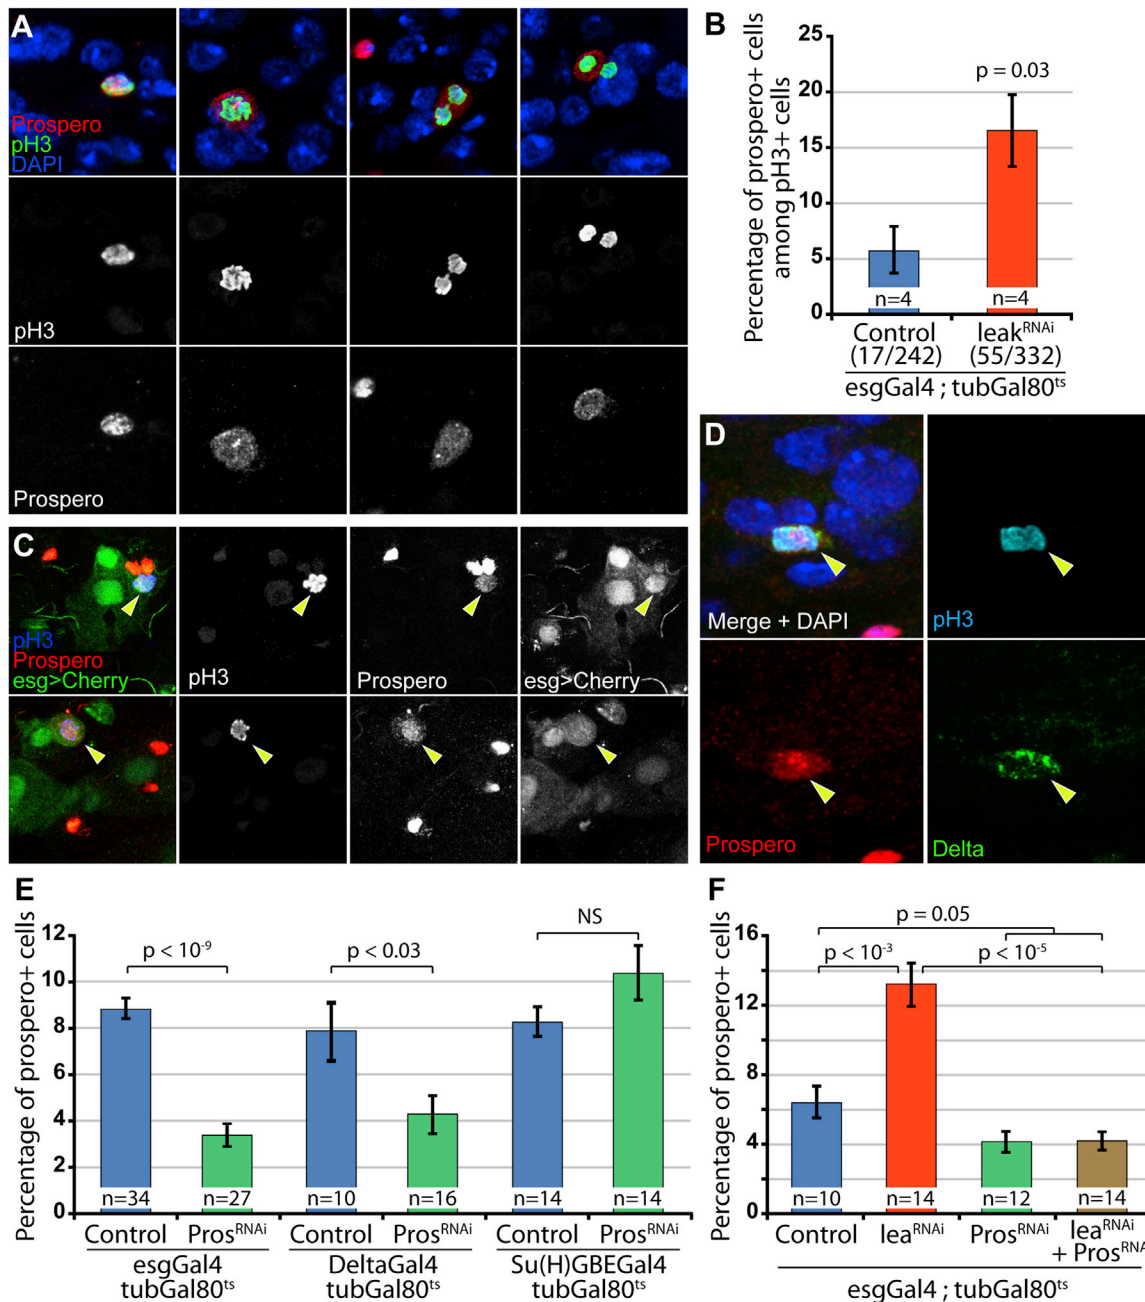 A
Prospero
pH3
DAPI
pH3
Prospero
B
Percentage of prospero+ cells
among pH3+ cells
25
20
15
10
5
0
p = 0.03
n=4
n=4
Control
leak^RNAi
(17/242)
(55/332)
esgGal4 ; tubGal80^ts
C
pH3
Prospero
esg>Cherry
pH3
Prospero
esg>Cherry
D
Merge + DAPI
pH3
Prospero
Delta
E
Percentage of prospero+ cells
12
10
8
6
4
2
0
p < 10^-9
p < 0.03
NS
n=34
n=27
n=10
n=16
n=14
n=14
Control
Pros^RNAi
Control
Pros^RNAi
Control
Pros^RNAi
esgGal4
tubGal80^ts
DeltaGal4
tubGal80^ts
Su(H)GBEGal4
tubGal80^ts
F
Percentage of prospero+ cells
16
12
8
4
0
p = 0.05
p < 10^-3
p < 10^-5
n=10
n=14
n=12
n=14
Control
lea^RNAi
Pros^RNAi
lea^RNAi
+ Pros^RNA
esgGal4 ; tubGal80^ts